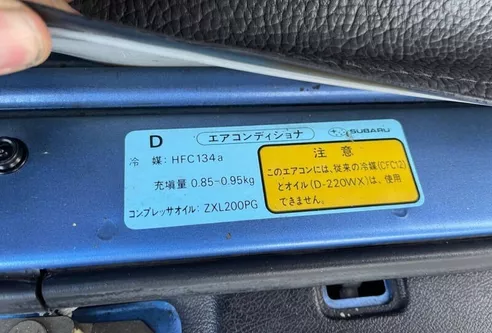 D エアコンディショナ SUBARU
冷 媒: HFC134a
充塡量 0.85-0.95kg
コンプレッサオイル: ZXL200PG
注 意
このエアコンには、従来の冷媒(CFC12)
とオイル(D-220WX)は、使用
できません。